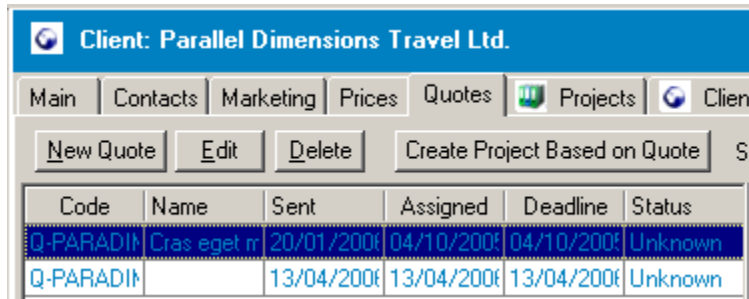 Client: Parallel Dimensions Travel Ltd.
Main Contacts Marketing Prices Quotes Projects Clien
New Quote Edit Delete Create Project Based on Quote S
Code Name Sent Assigned Deadline Status
Q-PARADIN Cras eget m 20/01/2006 04/10/2005 04/10/2005 Unknown
Q-PARADIN 13/04/2006 13/04/2006 13/04/2006 Unknown